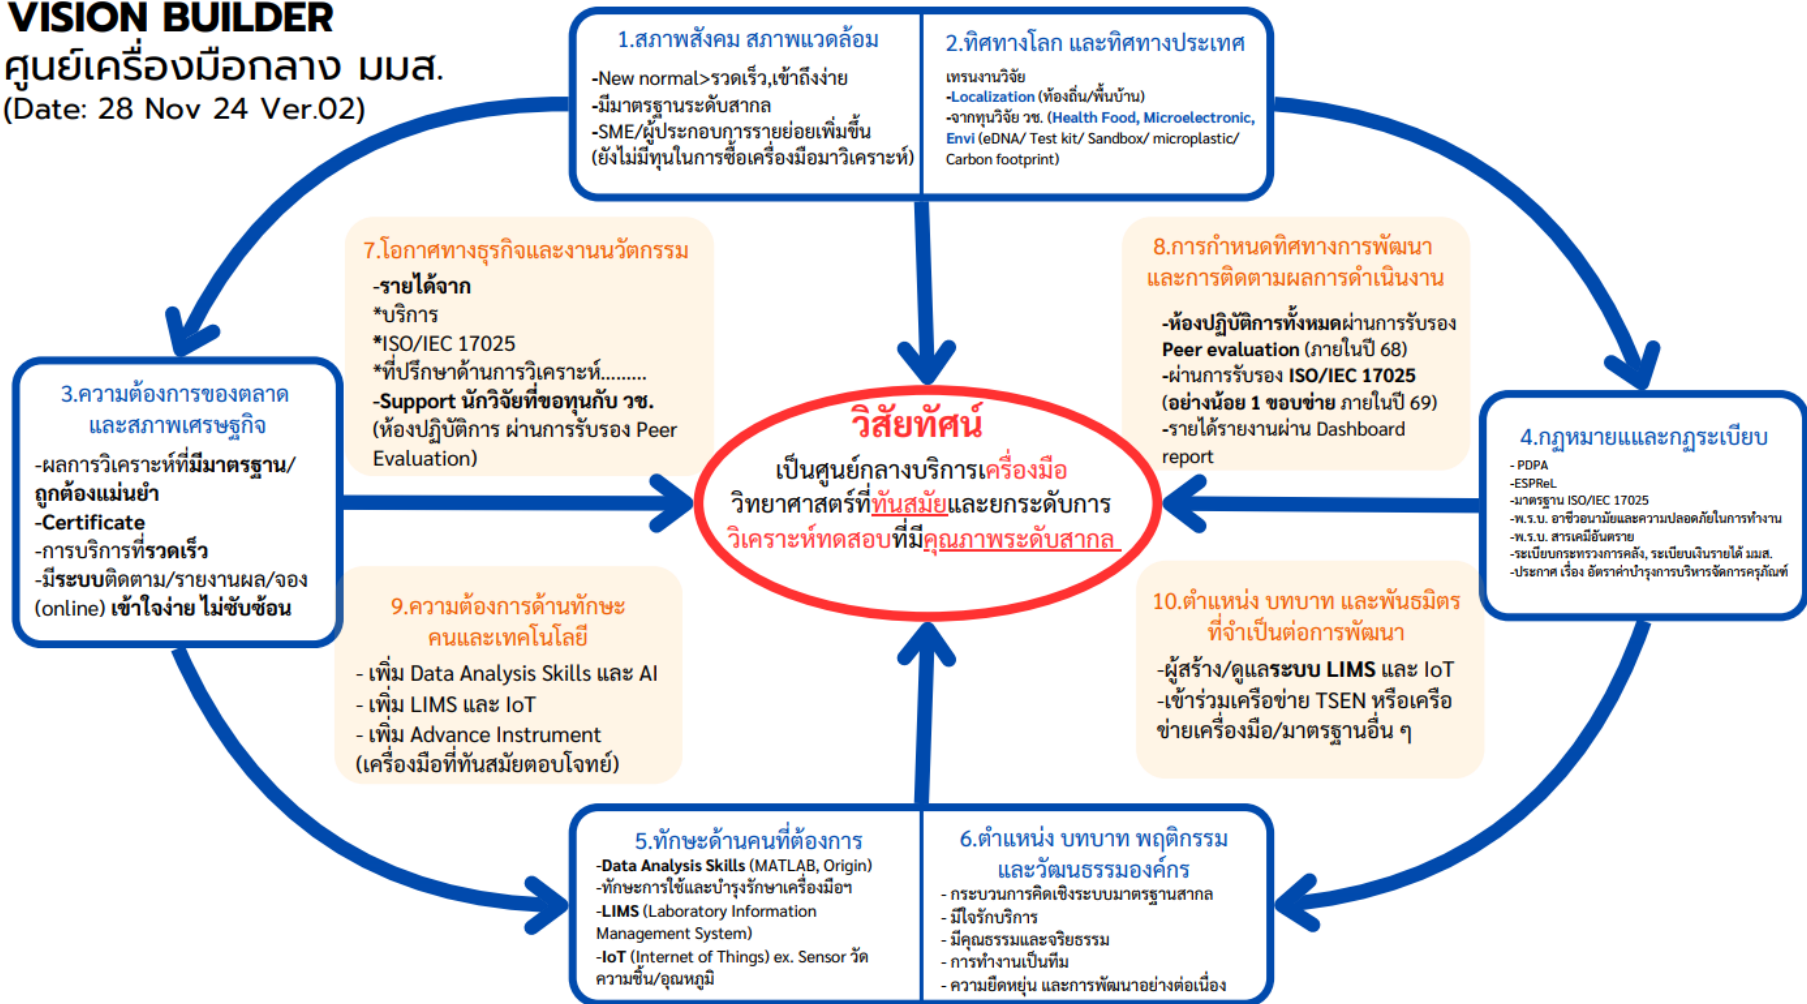 VISION BUILDER
ศูนย์เครื่องมือกลาง มมส.
(Date: 28 Nov 24 Ver.02)
1.สภาพสังคม สภาพแวดล้อม
-New normal>รวดเร็ว,เข้าถึงง่าย
-มีมาตรฐานระดับสากล
-SME/ผู้ประกอบการรายย่อยเพิ่มขึ้น
(ยังไม่มีทุนในการซื้อเครื่องมือมาวิเคราะห์)
2.ทิศทางโลก และทิศทางประเทศ
เทรนงานวิจัย
-Localization (ท้องถิ่น/พื้นบ้าน)
-จากทุนวิจัย วช. (Health Food, Microelectronic,
Envi (eDNA/ Test kit/ Sandbox/ microplastic/
Carbon footprint)
7.โอกาสทางธุรกิจและงานนวัตกรรม
-รายได้จาก
*บริการ
*ISO/IEC 17025
*ที่ปรึกษาด้านการวิเคราะห์.........
-Support นักวิจัยที่ขอทุนกับ วช.
(ห้องปฏิบัติการ ผ่านการรับรอง Peer
Evaluation)
8.การกำหนดทิศทางการพัฒนา
และการติดตามผลการดำเนินงาน
-ห้องปฏิบัติการทั้งหมดผ่านการรับรอง
Peer evaluation (ภายในปี 68)
-ผ่านการรับรอง ISO/IEC 17025
(อย่างน้อย 1 ขอบข่าย ภายในปี 69)
-รายได้รายงานผ่าน Dashboard
report
3.ความต้องการของตลาด
และสภาพเศรษฐกิจ
-ผลการวิเคราะห์ที่มีมาตรฐาน/
ถูกต้องแม่นยำ
-Certificate
-การบริการที่รวดเร็ว
-มีระบบติดตาม/รายงานผล/จอง
(online) เข้าใจง่าย ไม่ซับซ้อน
วิสัยทัศน์
เป็นศูนย์กลางบริการเครื่องมือ
วิทยาศาสตร์ที่ทันสมัยและยกระดับการ
วิเคราะห์ทดสอบที่มีคุณภาพระดับสากล
4.กฎหมายแและกฎระเบียบ
- PDPA
-ESPReL
-มาตรฐาน ISO/IEC 17025
-พ.ร.บ. อาชีวอนามัยและความปลอดภัยในการทำงาน
-พ.ร.บ. สารเคมีอันตราย
-ระเบียบกระทรวงการคลัง, ระเบียบเงินรายได้ มมส.
-ประกาศ เรื่อง อัตราค่าบำรุงการบริหารจัดการครุภัณฑ์
9.ความต้องการด้านทักษะ
คนและเทคโนโลยี
- เพิ่ม Data Analysis Skills และ AI
- เพิ่ม LIMS และ IoT
- เพิ่ม Advance Instrument
(เครื่องมือที่ทันสมัยตอบโจทย์)
10.ตำแหน่ง บทบาท และพันธมิตร
ที่จำเป็นต่อการพัฒนา
-ผู้สร้าง/ดูแลระบบ LIMS และ IoT
-เข้าร่วมเครือข่าย TSEN หรือเครือ
ข่ายเครื่องมือ/มาตรฐานอื่น ๆ
5.ทักษะด้านคนที่ต้องการ
-Data Analysis Skills (MATLAB, Origin)
-ทักษะการใช้และบำรุงรักษาเครื่องมือฯ
-LIMS (Laboratory Information
Management System)
-IoT (Internet of Things) ex. Sensor วัด
ความชื้น/อุณหภูมิ
6.ตำแหน่ง บทบาท พฤติกรรม
และวัฒนธรรมองค์กร
- กระบวนการคิดเชิงระบบมาตรฐานสากล
- มีใจรักบริการ
- มีคุณธรรมและจริยธรรม
- การทำงานเป็นทีม
- ความยืดหยุ่น และการพัฒนาอย่างต่อเนื่อง